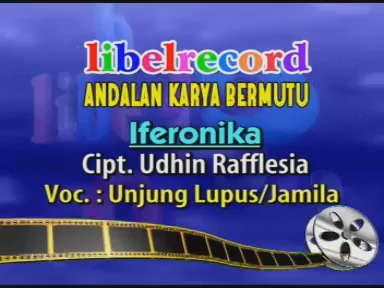 libelrecord
ANDALAN KARYA BERMUTU
Iferonika
Cipt. Udhin Rafflesia
Voc. : Unjung Lupus/Jamila